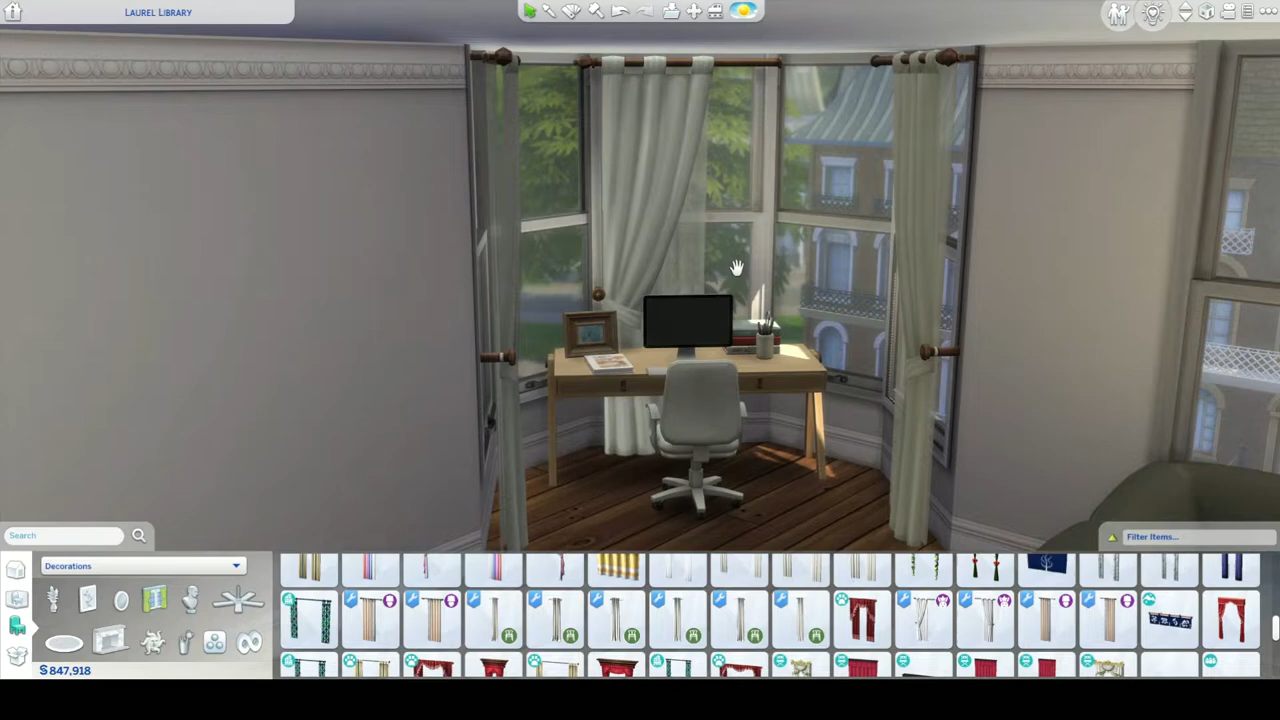 LAUREL LIBRARY
Search
Filter Items...
Decorations
§847,918